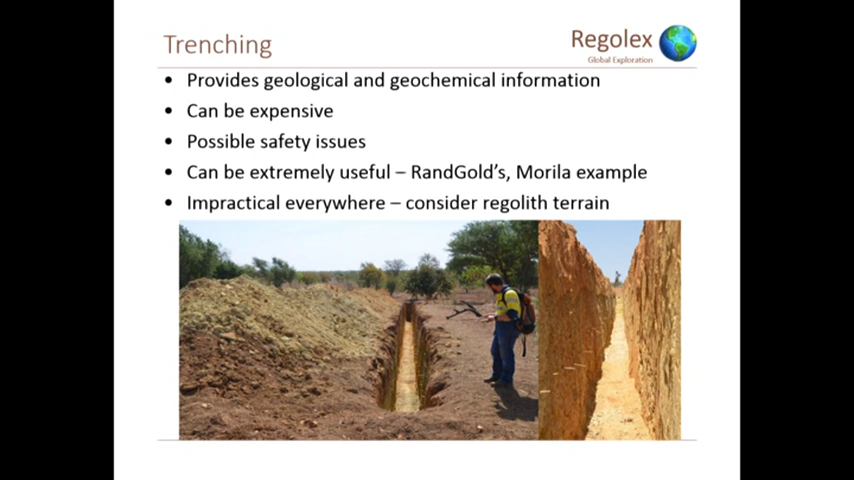 Trenching
Regolex
Global Exploration
• Provides geological and geochemical information
• Can be expensive
• Possible safety issues
• Can be extremely useful – RandGold’s, Morila example
• Impractical everywhere – consider regolith terrain